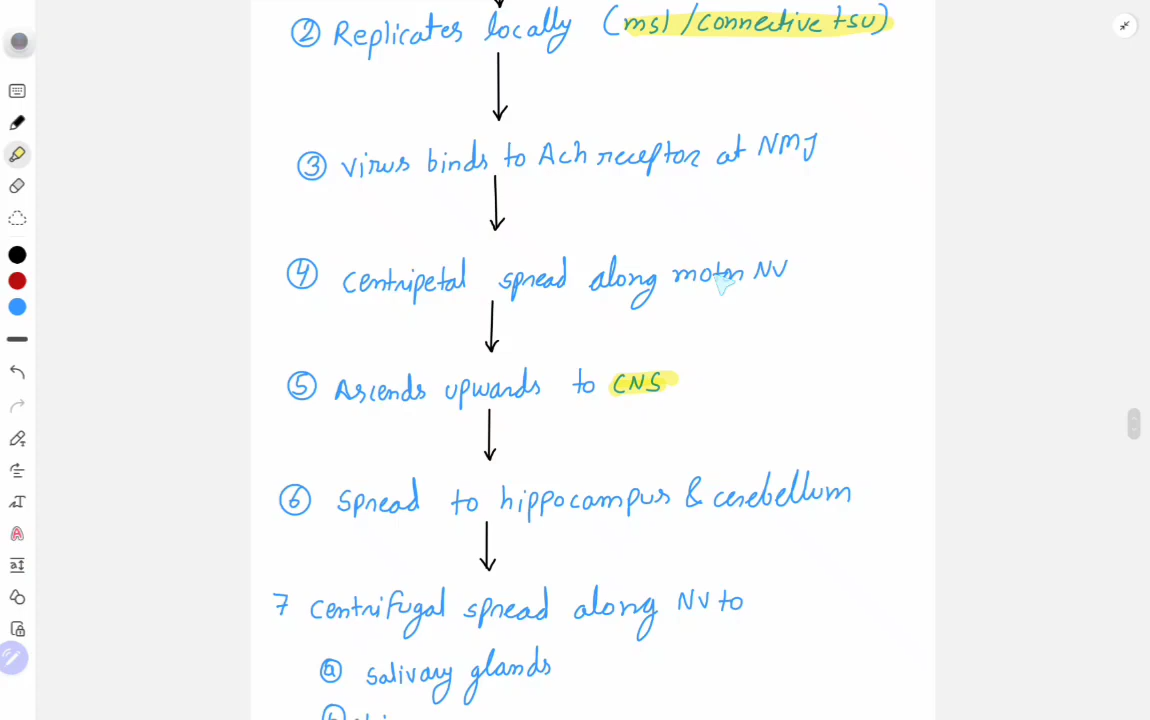 ② Replicates locally (msl/connective tsu)
③ Virus binds to Ach receptor at NMJ
④ Centripetal spread along motor NV
⑤ Ascends upwards to CNS
⑥ Spread to hippocampus & cerebellum
7 Centrifugal spread along NV to
ⓐ salivary glands
ⓑ